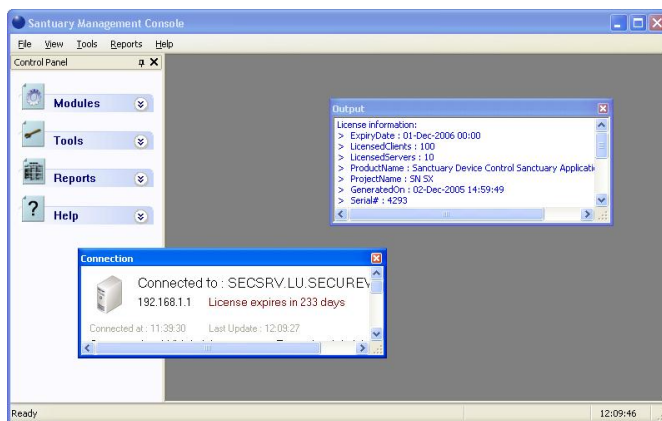 Santuary Management Console
File View Tools Reports Help
Control Panel
Modules
Tools
Reports
Help
Output
License information:
> ExpiryDate : 01-Dec-2006 00:00
> LicensedClients : 100
> LicensedServers : 10
> ProductName : Sanctuary Device Control Sanctuary Applicati
> ProjectName : SN SX
> GeneratedOn : 02-Dec-2005 14:59:49
> Serial# : 4293
Connection
Connected to : SECSRV.LU.SECUREV
192.168.1.1 License expires in 233 days
Connected at : 11:39:30 Last Update : 12:09:27
Ready 12:09:46